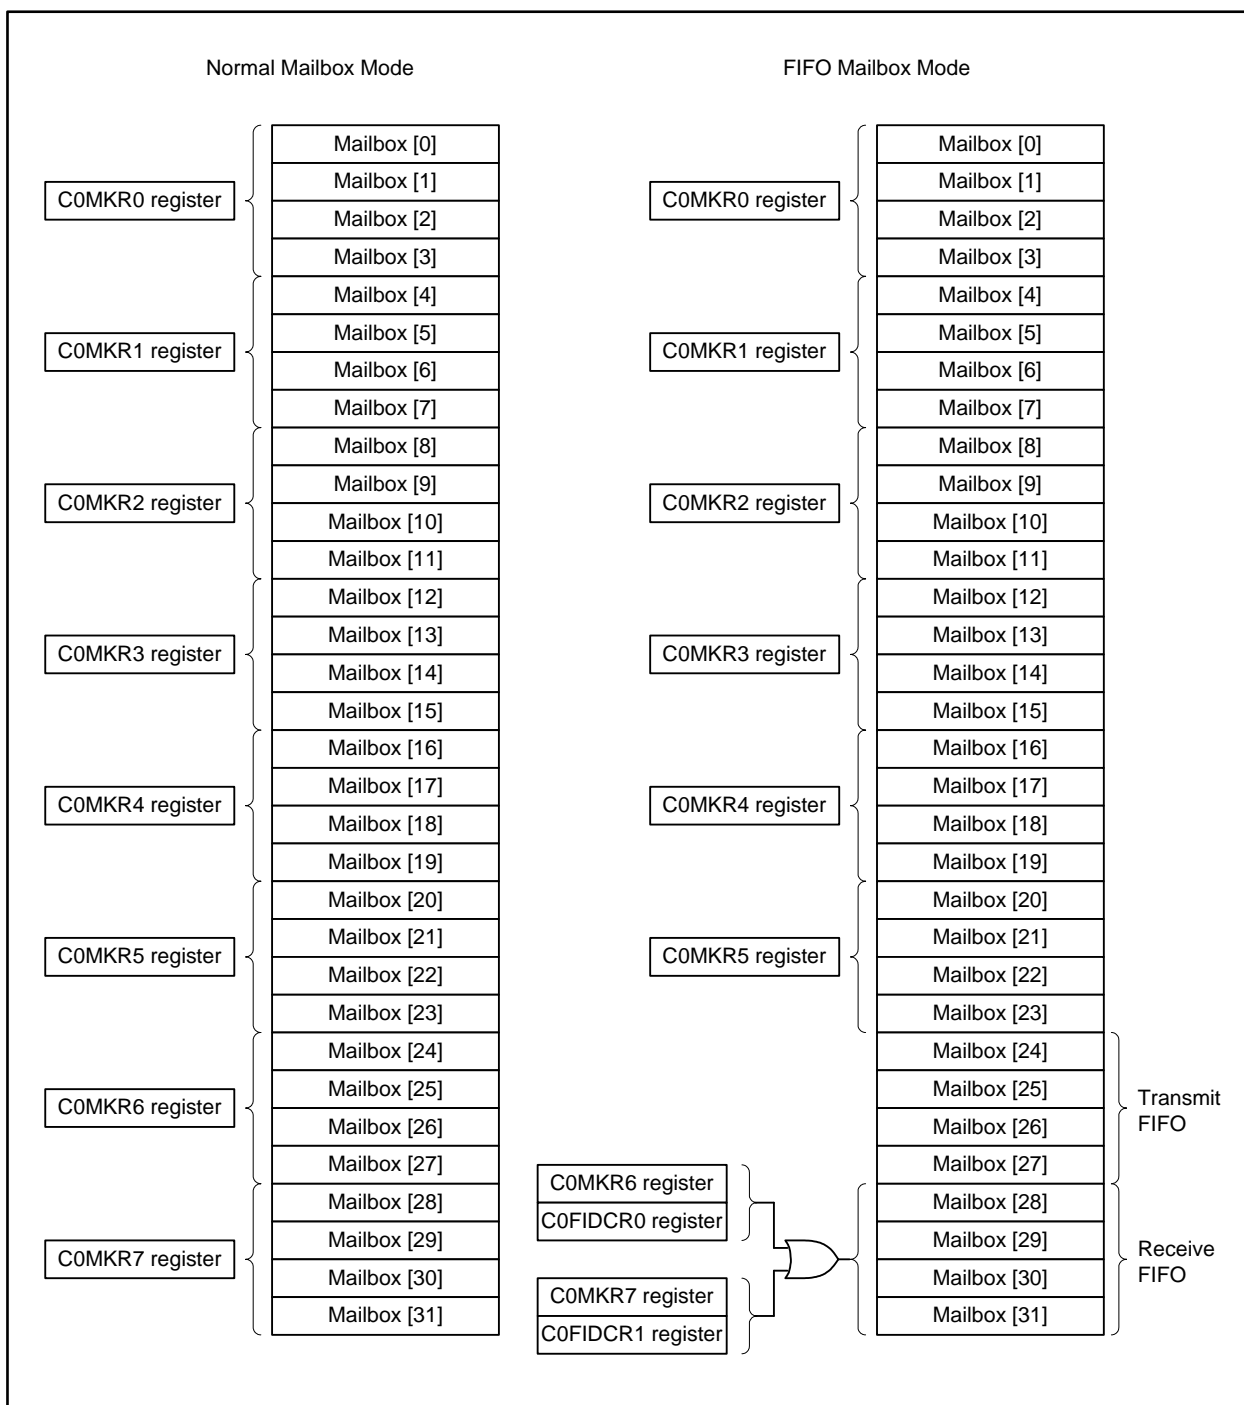 Normal Mailbox Mode
C0MKR0 register
C0MKR1 register
C0MKR2 register
C0MKR3 register
C0MKR4 register
C0MKR5 register
C0MKR6 register
C0MKR7 register
Mailbox [0]
Mailbox [1]
Mailbox [2]
Mailbox [3]
Mailbox [4]
Mailbox [5]
Mailbox [6]
Mailbox [7]
Mailbox [8]
Mailbox [9]
Mailbox [10]
Mailbox [11]
Mailbox [12]
Mailbox [13]
Mailbox [14]
Mailbox [15]
Mailbox [16]
Mailbox [17]
Mailbox [18]
Mailbox [19]
Mailbox [20]
Mailbox [21]
Mailbox [22]
Mailbox [23]
Mailbox [24]
Mailbox [25]
Mailbox [26]
Mailbox [27]
Mailbox [28]
Mailbox [29]
Mailbox [30]
Mailbox [31]
FIFO Mailbox Mode
C0MKR0 register
C0MKR1 register
C0MKR2 register
C0MKR3 register
C0MKR4 register
C0MKR5 register
C0MKR6 register
C0FIDCR0 register
C0MKR7 register
C0FIDCR1 register
Mailbox [0]
Mailbox [1]
Mailbox [2]
Mailbox [3]
Mailbox [4]
Mailbox [5]
Mailbox [6]
Mailbox [7]
Mailbox [8]
Mailbox [9]
Mailbox [10]
Mailbox [11]
Mailbox [12]
Mailbox [13]
Mailbox [14]
Mailbox [15]
Mailbox [16]
Mailbox [17]
Mailbox [18]
Mailbox [19]
Mailbox [20]
Mailbox [21]
Mailbox [22]
Mailbox [23]
Mailbox [24]
Mailbox [25]
Mailbox [26]
Mailbox [27]
Mailbox [28]
Mailbox [29]
Mailbox [30]
Mailbox [31]
Transmit
FIFO
Receive
FIFO